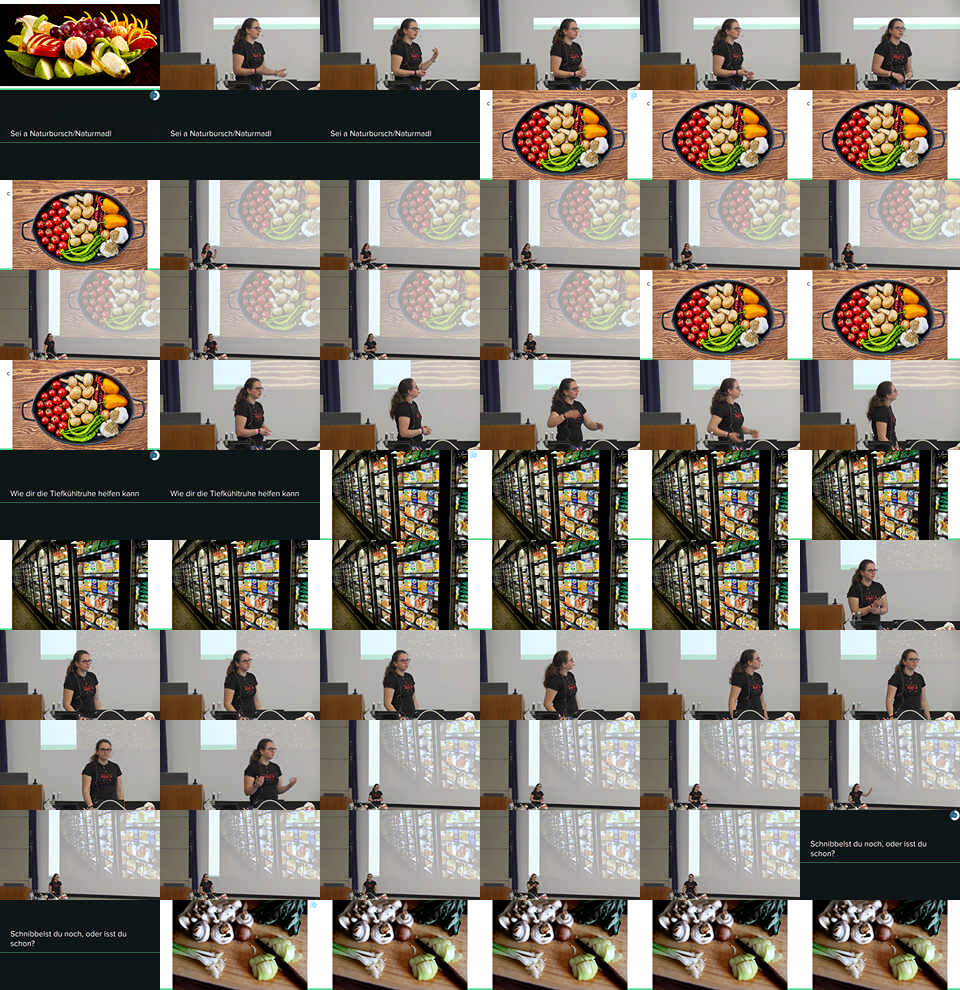 Sei a Naturbursch/Naturmadl
Sei a Naturbursch/Naturmadl
Sei a Naturbursch/Naturmadl
Wie dir die Tiefkühltruhe helfen kann
Wie dir die Tiefkühltruhe helfen kann
Schnibbelst du noch, oder isst du
schon?
Schnibbelst du noch, oder isst du
schon?